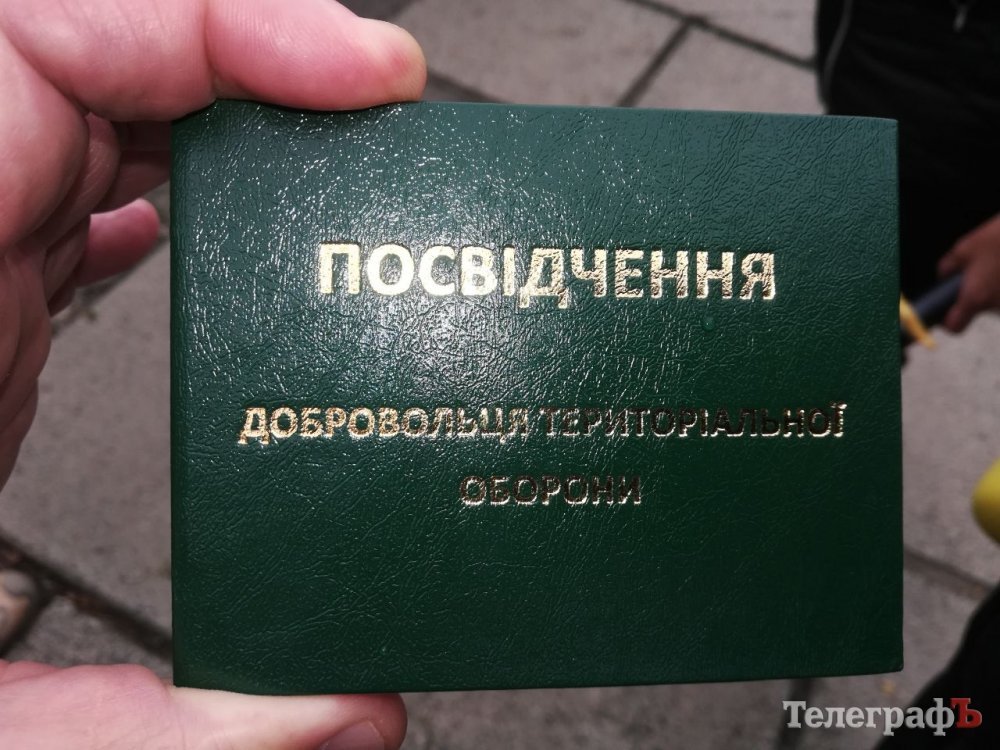 ПОСВІДЧЕННЯ
ДОБРОВОЛЬЦЯ ТЕРИТОРІАЛЬНОЇ
ОБОРОНИ
ТелеграфЪ